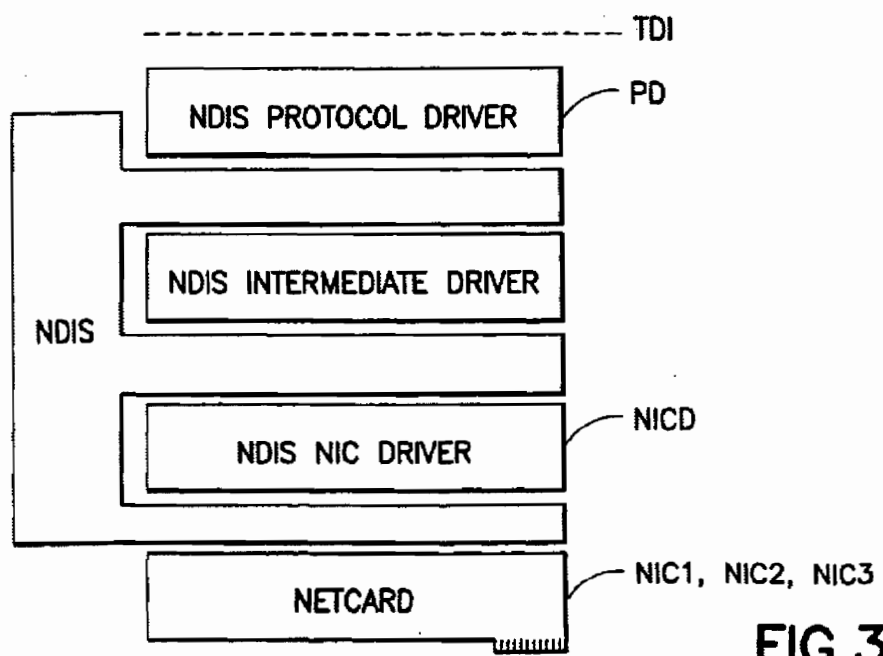 TDI
NDIS PROTOCOL DRIVER
PD
NDIS INTERMEDIATE DRIVER
NDIS
NDIS NIC DRIVER
NICD
NETCARD
NIC1, NIC2, NIC3
FIG.3